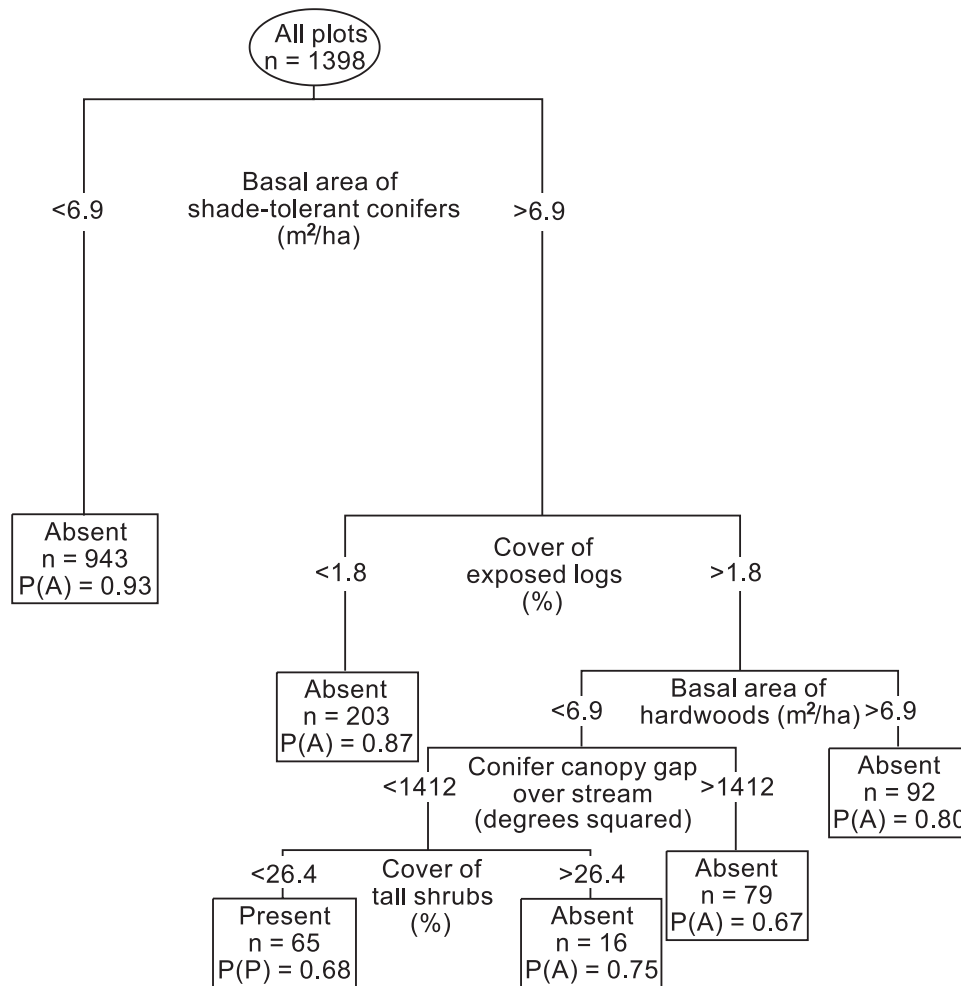 All plots
n = 1398
<6.9
Basal area of
shade-tolerant conifers
(m²/ha)
>6.9
Absent
n = 943
P(A) = 0.93
<1.8
Cover of
exposed logs
(%)
>1.8
Absent
n = 203
P(A) = 0.87
<6.9
Basal area of
hardwoods (m²/ha)
>6.9
Absent
n = 92
P(A) = 0.80
<1412
Conifer canopy gap
over stream
(degrees squared)
>1412
Absent
n = 79
P(A) = 0.67
<26.4
Cover of
tall shrubs
(%)
>26.4
Present
n = 65
P(P) = 0.68
Absent
n = 16
P(A) = 0.75